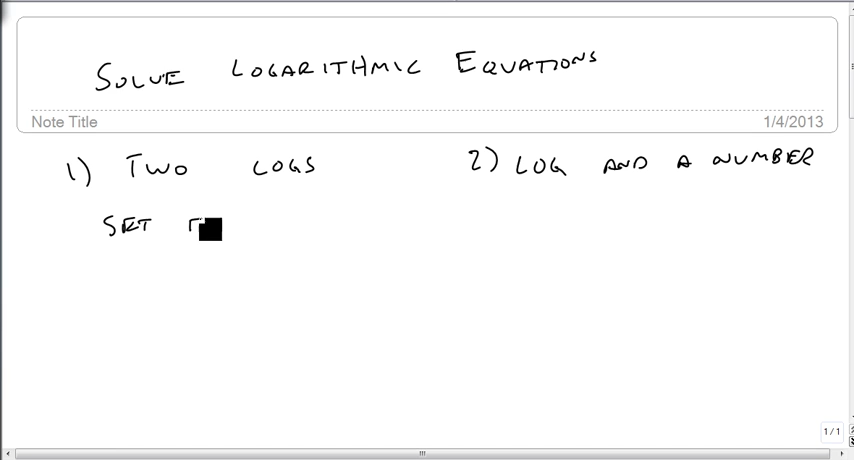 SOLVE LOGARITHMIC EQUATIONS
Note Title 1/4/2013
1) TWO LOGS 2) LOG AND A NUMBER
SET
1/1